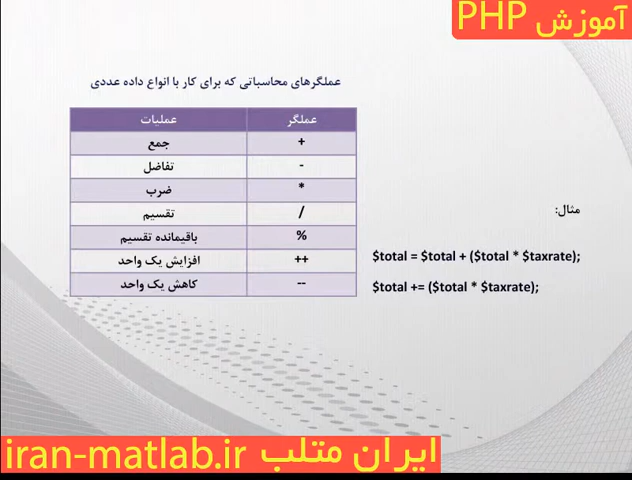 آموزش PHP
عملگرهای محاسباتی که برای کار با انواع داده عددی
عملگر عملیات
+ جمع
- تفاضل
* ضرب
/ تقسیم
% باقیمانده تقسیم
++ افزایش یک واحد
-- کاهش یک واحد
مثال:
$total = $total + ($total * $taxrate);
$total += ($total * $taxrate);
ایران متلب iran-matlab.ir